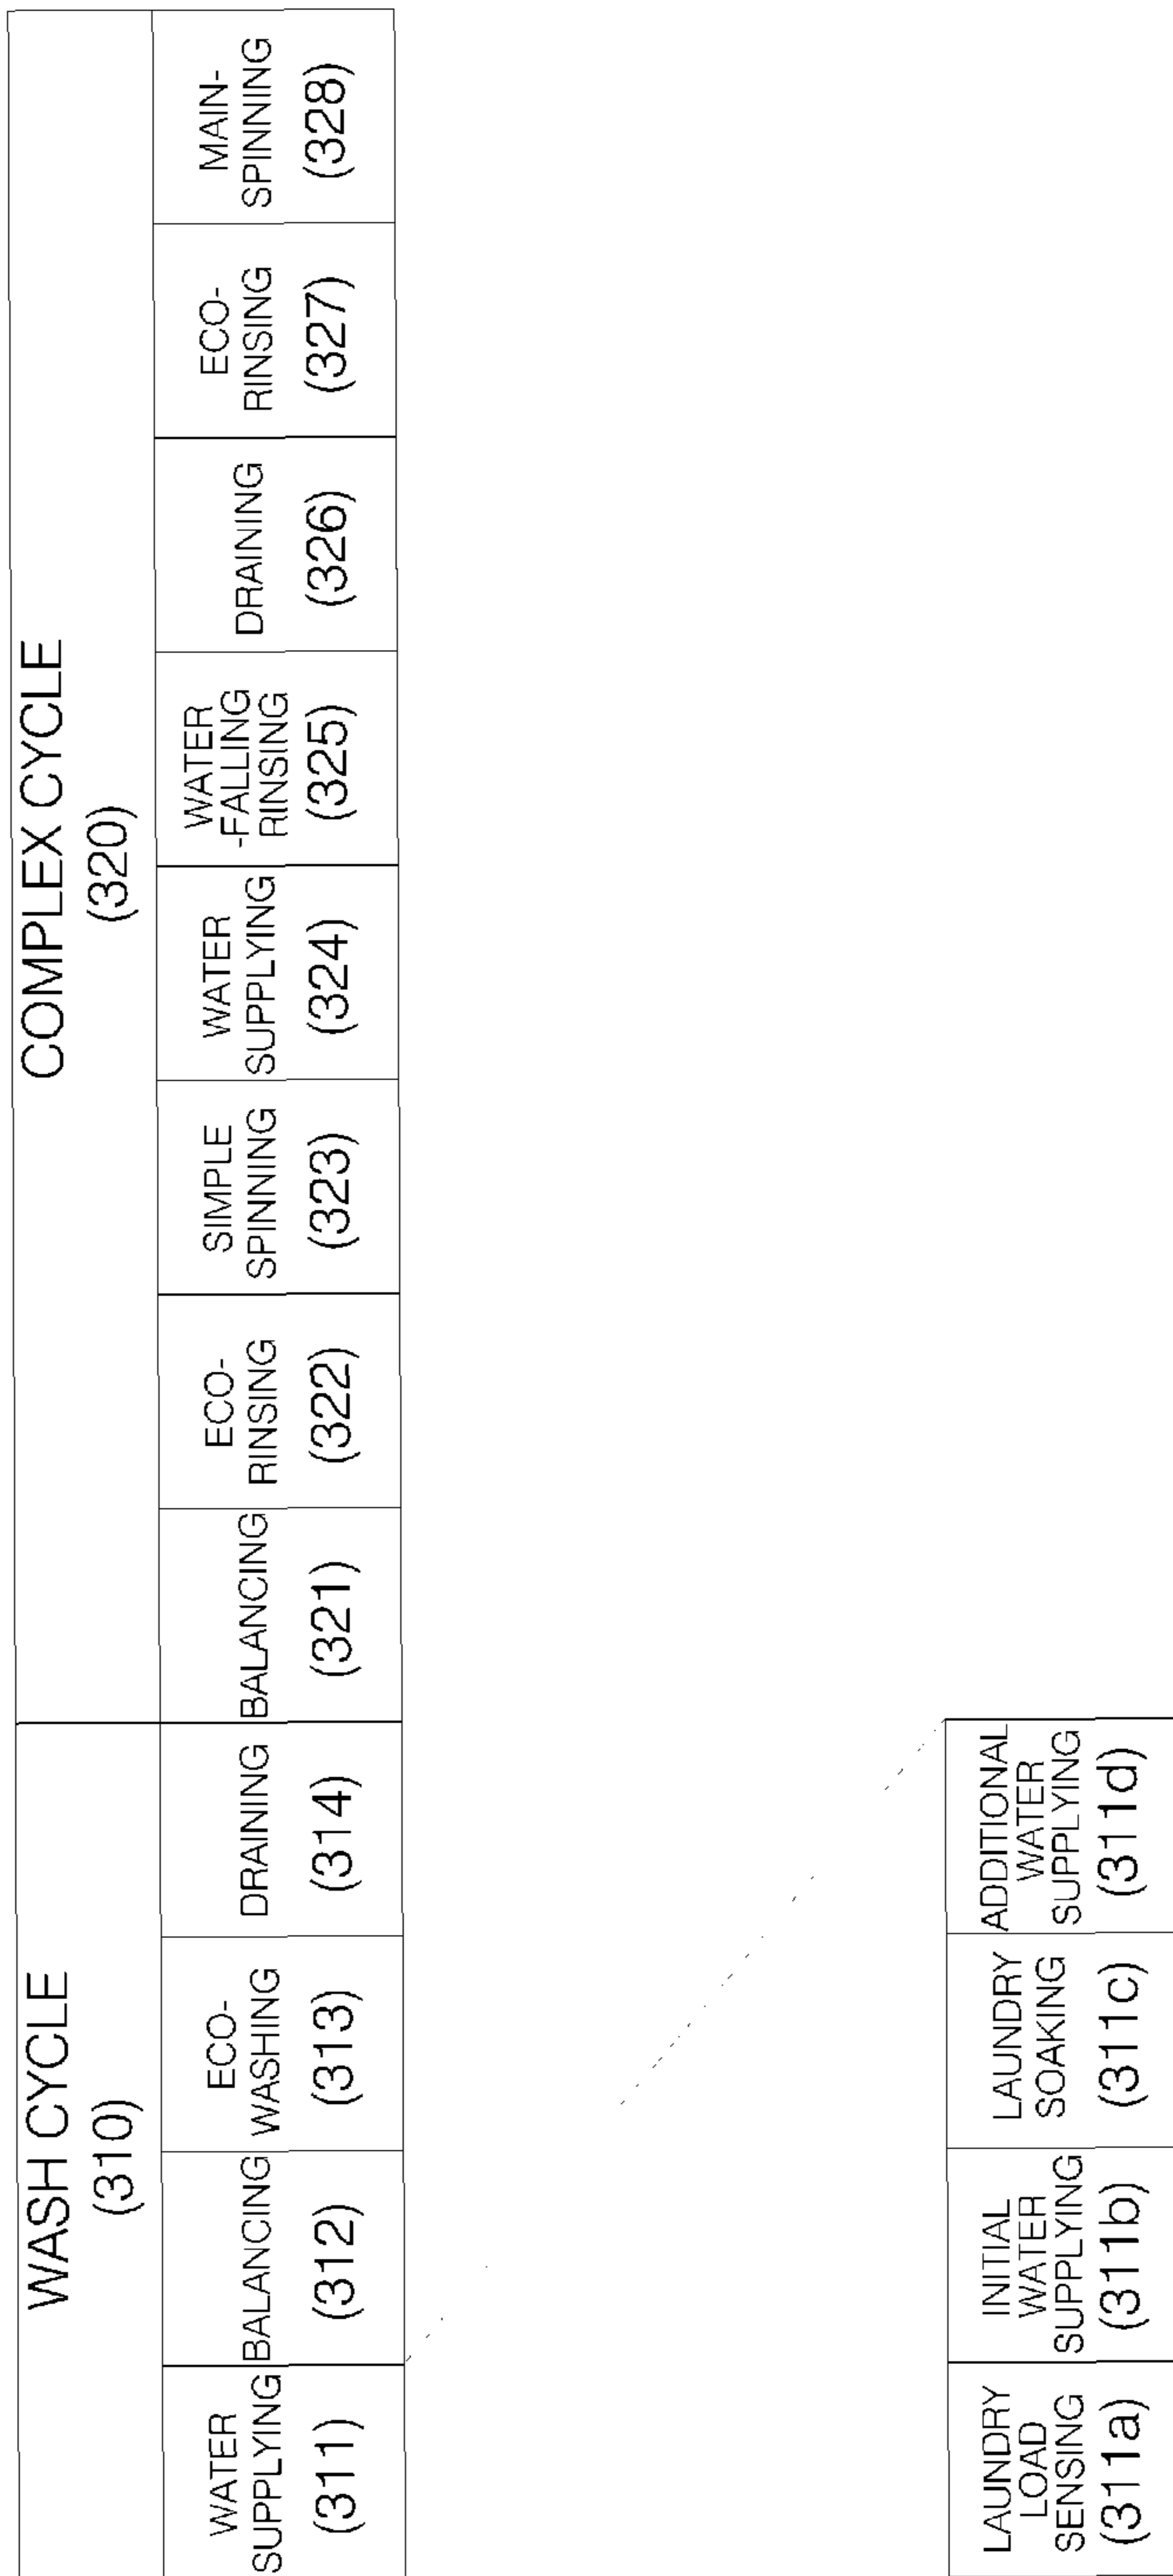 WASH CYCLE
(310)
COMPLEX CYCLE
(320)
WATER
SUPPLYING
(311)
BALANCING
(312)
ECO-
WASHING
(313)
DRAINING
(314)
BALANCING
(321)
ECO-
RINSING
(322)
SIMPLE
SPINNING
(323)
WATER
SUPPLYING
(324)
WATER
-FALLING
RINSING
(325)
DRAINING
(326)
ECO-
RINSING
(327)
MAIN-
SPINNING
(328)
LAUNDRY
LOAD
SENSING
(311a)
INITIAL
WATER
SUPPLYING
(311b)
LAUNDRY
SOAKING
(311c)
ADDITIONAL
WATER
SUPPLYING
(311d)